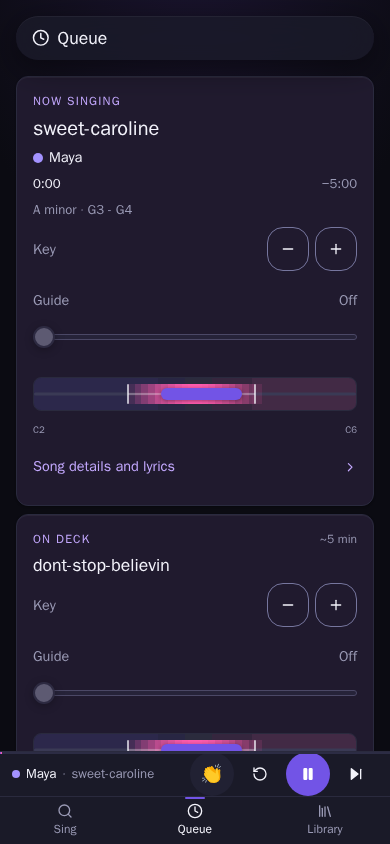 Queue
NOW SINGING
sweet-caroline
Maya
0:00 −5:00
A minor · G3 - G4
Key
Guide Off
C2 C6
Song details and lyrics
ON DECK ~5 min
dont-stop-believin
Key
Guide Off
Maya · sweet-caroline
Sing Queue Library